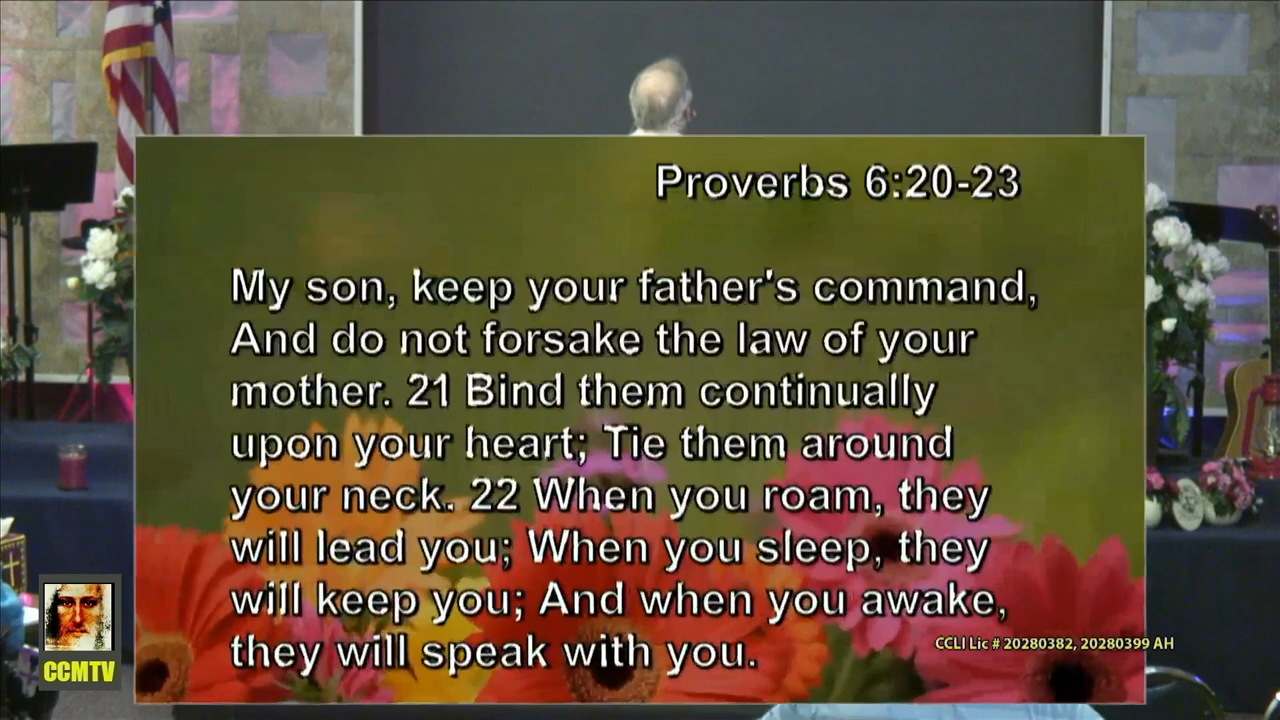 Proverbs 6:20-23
My son, keep your father's command,
And do not forsake the law of your
mother. 21 Bind them continually
upon your heart; Tie them around
your neck. 22 When you roam, they
will lead you; When you sleep, they
will keep you; And when you awake,
they will speak with you.
CCLI Lic # 20280382, 20280399 AH
CCMTV